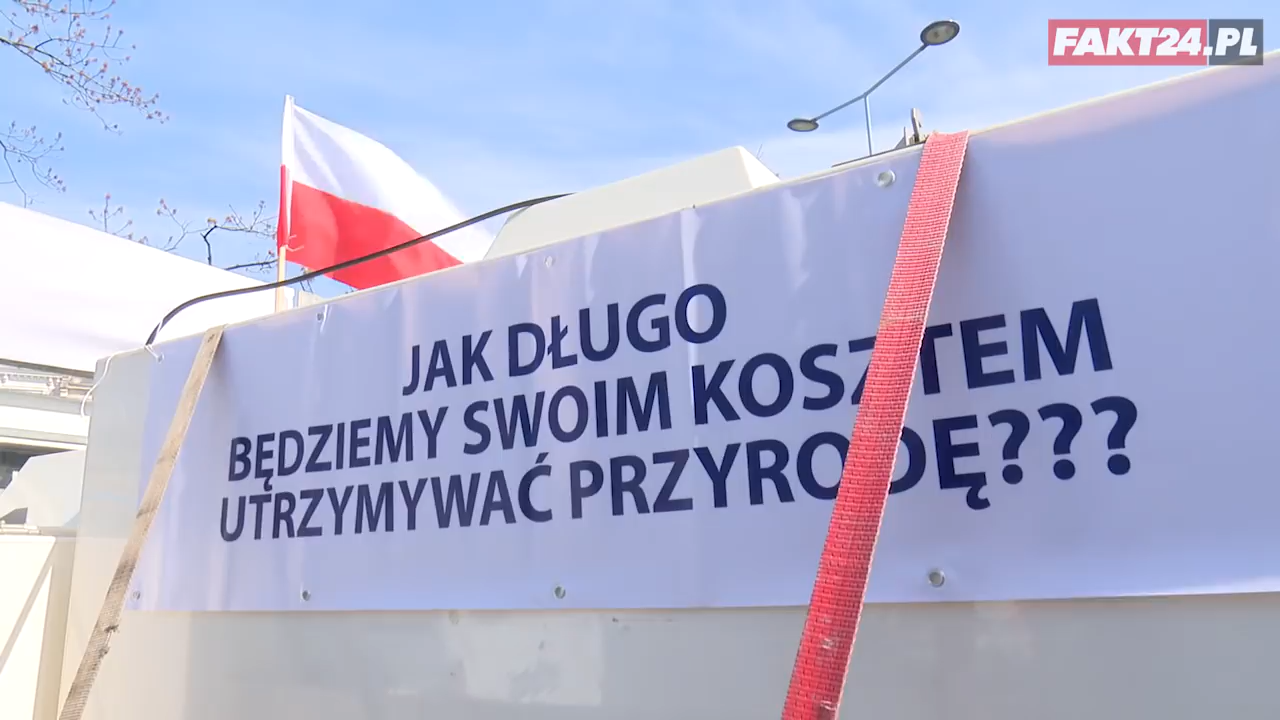 FAKT24.PL
JAK DŁUGO
BĘDZIEMY SWOIM KOSZTEM
UTRZYMYWAĆ PRZYRODĘ???